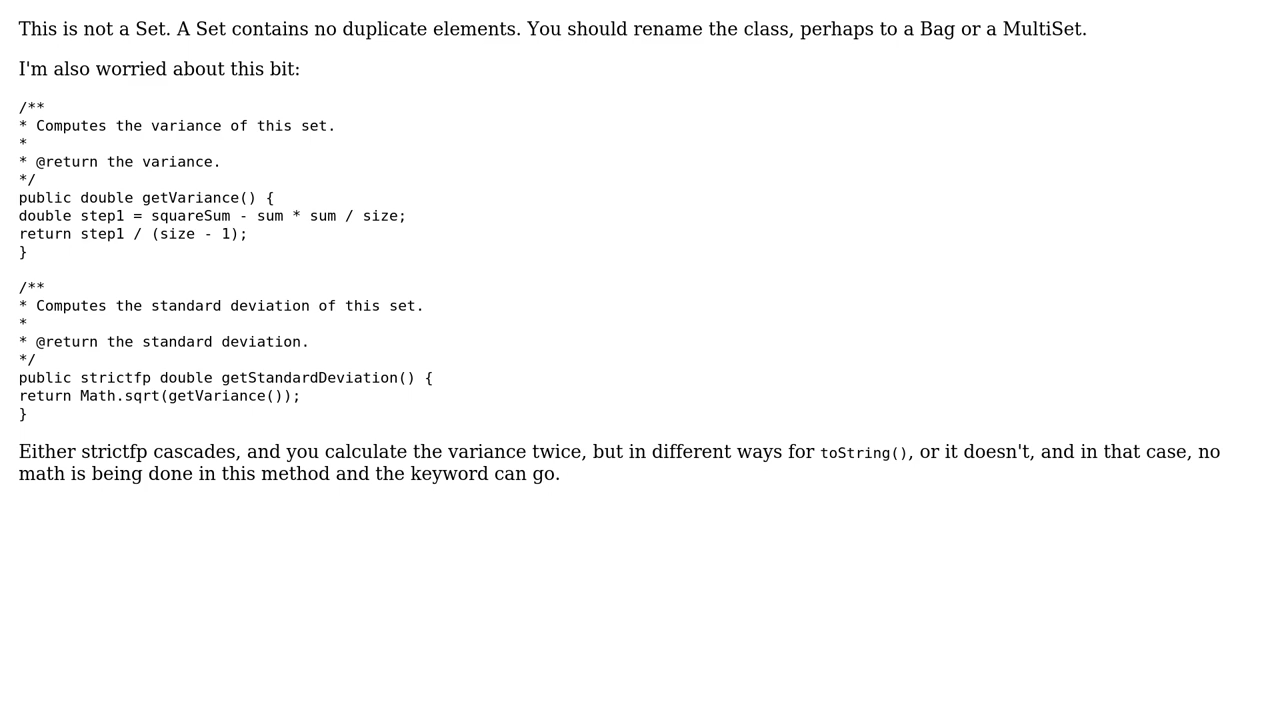 This is not a Set. A Set contains no duplicate elements. You should rename the class, perhaps to a Bag or a MultiSet.
I'm also worried about this bit:
/**
* Computes the variance of this set.
*
* @return the variance.
*/
public double getVariance() {
double step1 = squareSum - sum * sum / size;
return step1 / (size - 1);
}
/**
* Computes the standard deviation of this set.
*
* @return the standard deviation.
*/
public strictfp double getStandardDeviation() {
return Math.sqrt(getVariance());
}
Either strictfp cascades, and you calculate the variance twice, but in different ways for toString(), or it doesn't, and in that case, no
math is being done in this method and the keyword can go.